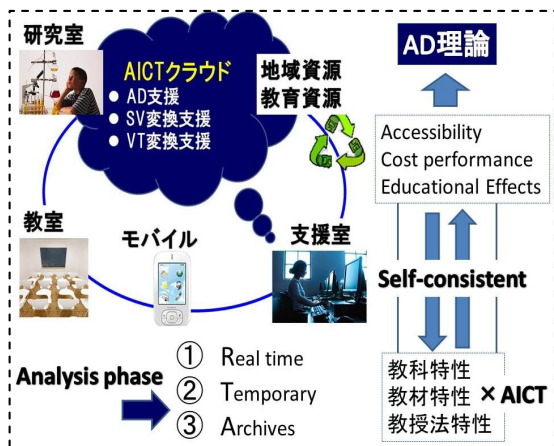 研究室
AICTクラウド
● AD支援
● SV変換支援
● VT変換支援
地域資源
教育資源
教室
モバイル
支援室
Analysis phase
① Real time
② Temporary
③ Archives
AD理論
Accessibility
Cost performance
Educational Effects
Self-consistent
教科特性
教材特性 × AICT
教授法特性